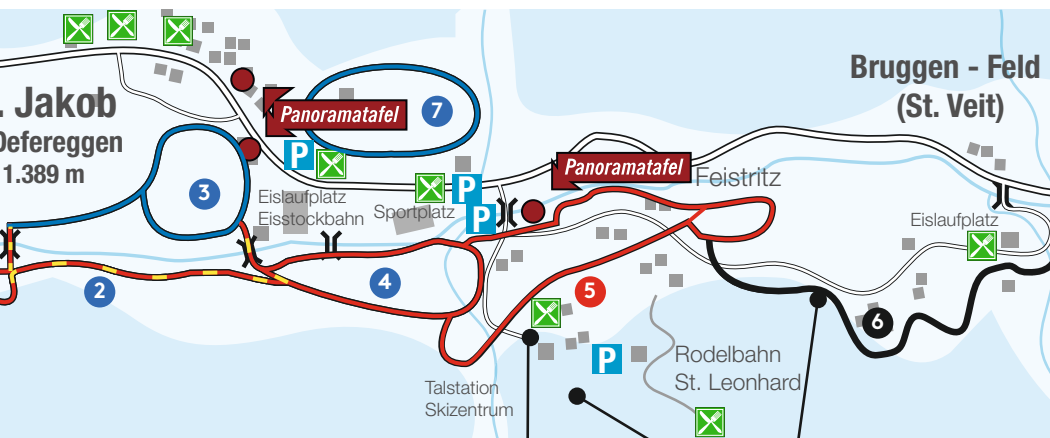 Bruggen - Feld
(St. Veit)
. Jakob
Defereggen
1.389 m
Panoramatafel
7
P
3
Eislaufplatz
Eisstockbahn
Sportplatz
P
P
Panoramatafel
Feistritz
Eislaufplatz
2
4
5
6
P
Rodelbahn
St. Leonhard
Talstation
Skizentrum